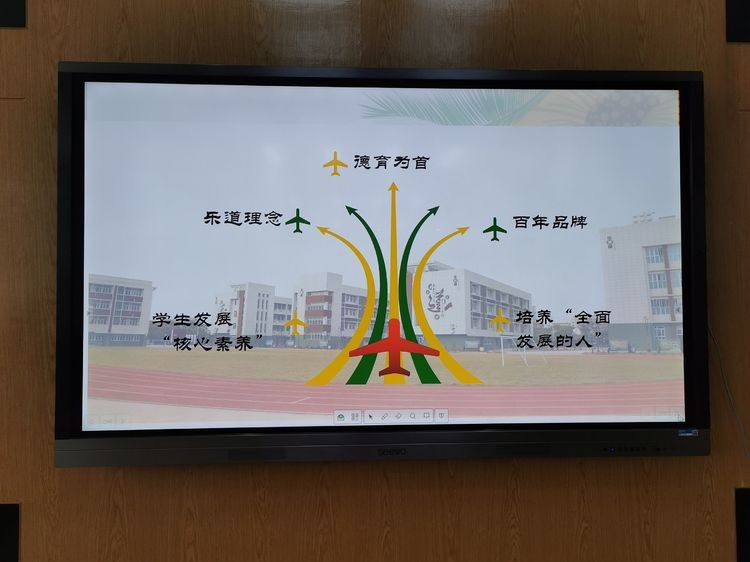 德育为首
乐道理念
百年品牌
学生发展
“核心素养”
培养“全面
发展的人”
seewo